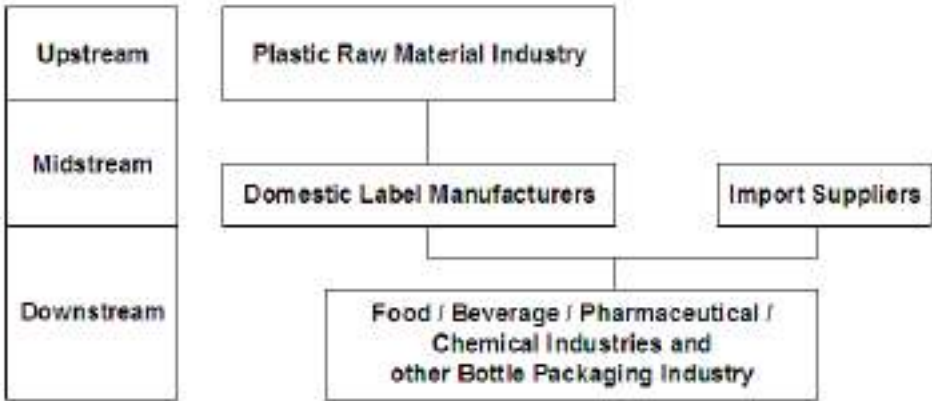 Upstream
Plastic Raw Material Industry
Midstream
Domestic Label Manufacturers
Import Suppliers
Downstream
Food / Beverage / Pharmaceutical /
Chemical Industries and
other Bottle Packaging Industry